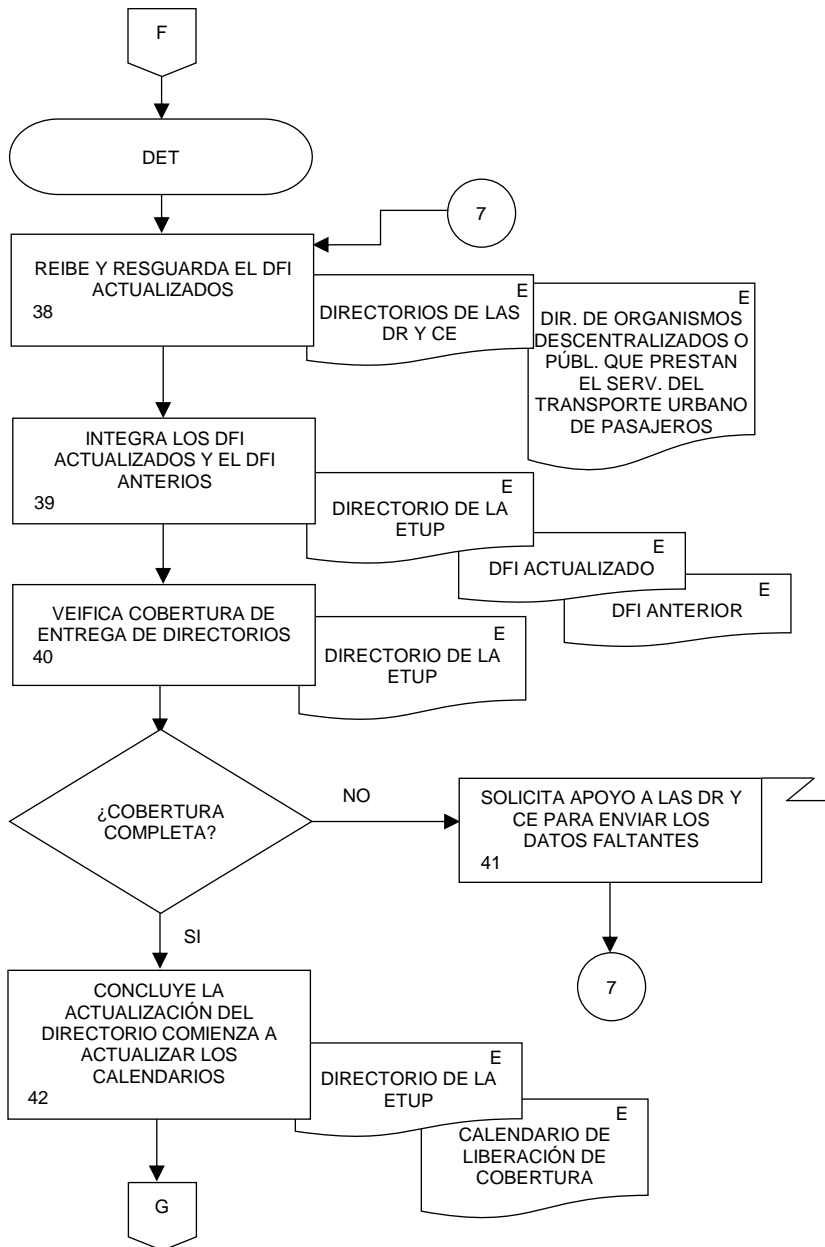 F
DET
7
REIBE Y RESGUARDA EL DFI
ACTUALIZADOS
38
E
DIRECTORIOS DE LAS
DR Y CE
E
DIR. DE ORGANISMOS
DESCENTRALIZADOS O
PÚBL. QUE PRESTAN
EL SERV. DEL
TRANSPORTE URBANO
DE PASAJEROS
INTEGRA LOS DFI
ACTUALIZADOS Y EL DFI
ANTERIOS
39
E
DIRECTORIO DE LA
ETUP
E
DFI ACTUALIZADO
E
DFI ANTERIOR
VEIFICA COBERTURA DE
ENTREGA DE DIRECTORIOS
40
E
DIRECTORIO DE LA
ETUP
¿COBERTURA
COMPLETA?
NO
SOLICITA APOYO A LAS DR Y
CE PARA ENVIAR LOS
DATOS FALTANTES
41
7
SI
CONCLUYE LA
ACTUALIZACIÓN DEL
DIRECTORIO COMIENZA A
ACTUALIZAR LOS
CALENDARIOS
42
E
DIRECTORIO DE LA
ETUP
E
CALENDARIO DE
LIBERACIÓN DE
COBERTURA
G